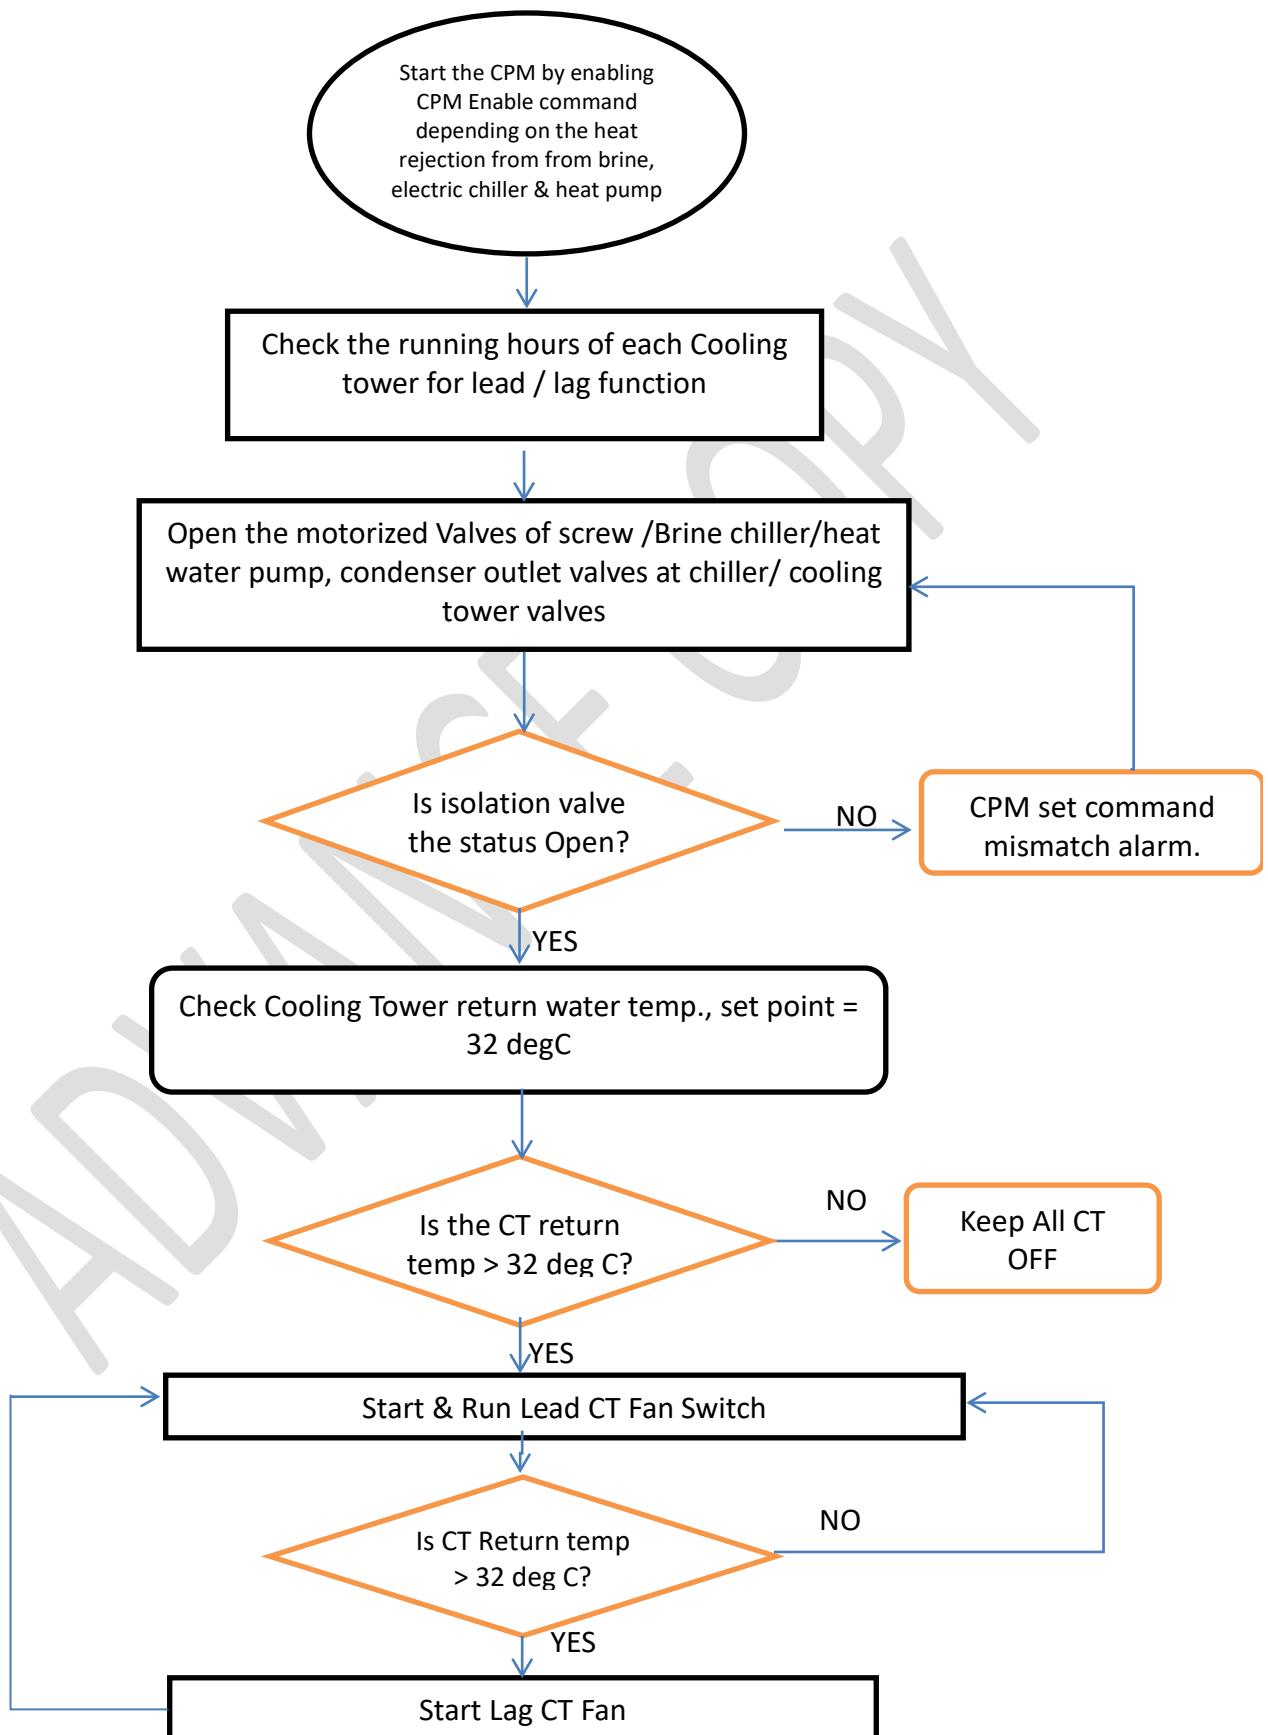 Start the CPM by enabling
CPM Enable command
depending on the heat
rejection from from brine,
electric chiller & heat pump
Check the running hours of each Cooling
tower for lead / lag function
Open the motorized Valves of screw /Brine chiller/heat
water pump, condenser outlet valves at chiller/ cooling
tower valves
Is isolation valve
the status Open?
NO
CPM set command
mismatch alarm.
YES
Check Cooling Tower return water temp., set point =
32 degC
Is the CT return
temp > 32 deg C?
NO
Keep All CT
OFF
YES
Start & Run Lead CT Fan Switch
Is CT Return temp
> 32 deg C?
NO
YES
Start Lag CT Fan
ADVANCE COPY